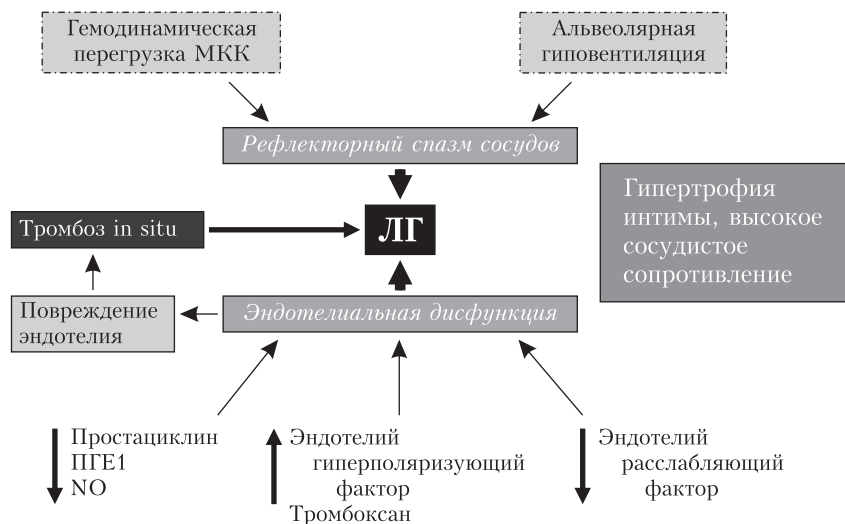 Гемодинамическая
перегрузка МКК
Альвеолярная
гиповентиляция
Рефлекторный спазм сосудов
Гипертрофия
интимы, высокое
сосудистое
сопротивление
Тромбоз in situ
ЛГ
Повреждение
эндотелия
Эндотелиальная дисфункция
Простациклин
ПГЕ1
NO
Эндотелий
гиперполяризующий
фактор
Тромбоксан
Эндотелий
расслабляющий
фактор